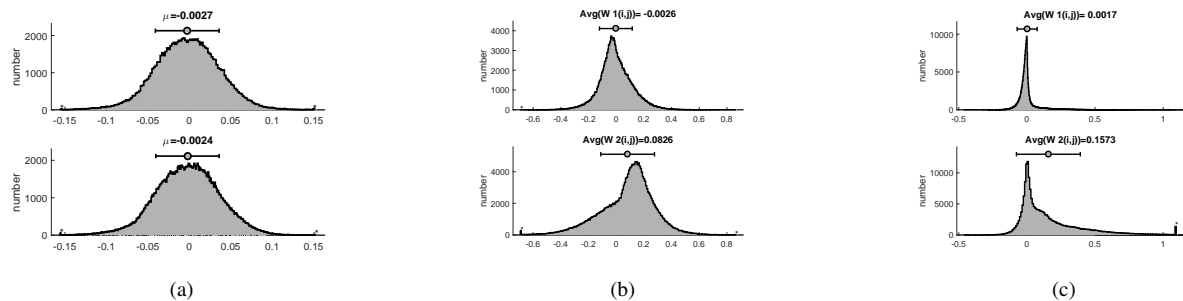 μ=-0.0027
number
2000
1000
0
-0.15 -0.1 -0.05 0 0.05 0.1 0.15
μ=-0.0024
number
2000
1000
0
-0.15 -0.1 -0.05 0 0.05 0.1 0.15
(a)
Avg(W 1(i,j))= -0.0026
number
4000
3000
2000
1000
0
-0.6 -0.4 -0.2 0 0.2 0.4 0.6 0.8
Avg(W 2(i,j))=0.0826
number
4000
2000
0
-0.6 -0.4 -0.2 0 0.2 0.4 0.6 0.8
(b)
Avg(W 1(i,j))= 0.0017
number
10000
5000
0
-0.5 0 0.5 1
Avg(W 2(i,j))=0.1573
number
10000
5000
0
-0.5 0 0.5 1
(c)